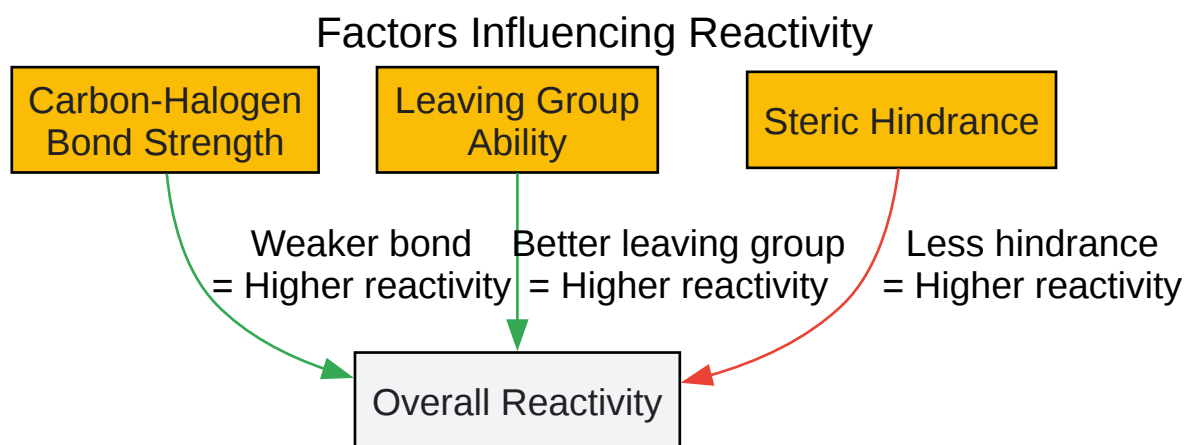 Factors Influencing Reactivity
Carbon-Halogen
Bond Strength
Leaving Group
Ability
Steric Hindrance
Weaker bond
= Higher reactivity
Better leaving group
= Higher reactivity
Less hindrance
= Higher reactivity
Overall Reactivity